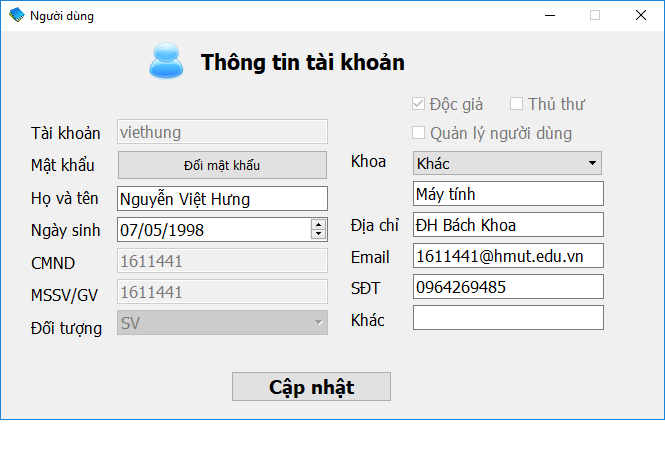 Người dùng
Thông tin tài khoản
Độc giả Thủ thư
Quản lý người dùng
Tài khoản viethung
Mật khẩu Đổi mật khẩu
Họ và tên Nguyễn Việt Hưng
Ngày sinh 07/05/1998
CMND 1611441
MSSV/GV 1611441
Đối tượng SV
Khoa Khác
Máy tính
Địa chỉ ĐH Bách Khoa
Email 1611441@hmut.edu.vn
SĐT 0964269485
Khác
Cập nhật